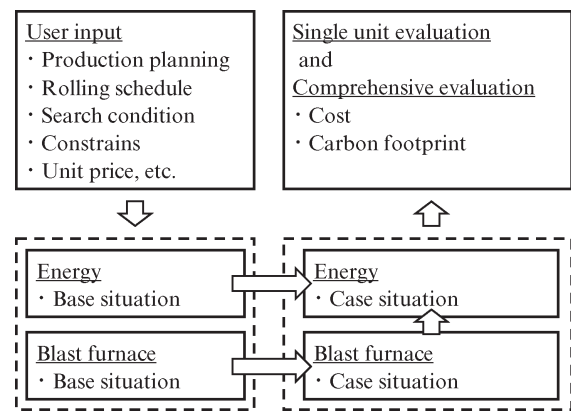 User input
・Production planning
・Rolling schedule
・Search condition
・Constrains
・Unit price, etc.
Single unit evaluation
and
Comprehensive evaluation
・Cost
・Carbon footprint
Energy
・Base situation
Energy
・Case situation
Blast furnace
・Base situation
Blast furnace
・Case situation